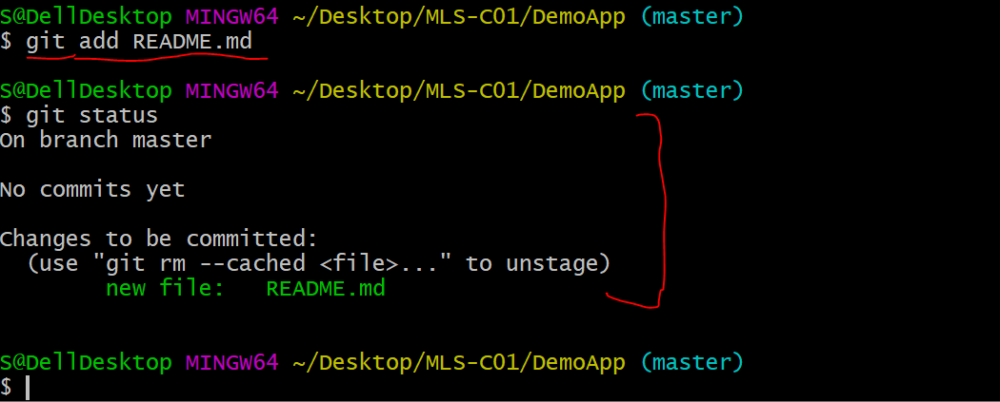 S@DellDesktop MINGW64 ~/Desktop/MLS-C01/DemoApp (master)
$ git add README.md
S@DellDesktop MINGW64 ~/Desktop/MLS-C01/DemoApp (master)
$ git status
On branch master
No commits yet
Changes to be committed:
(use "git rm --cached <file>..." to unstage)
new file: README.md
S@DellDesktop MINGW64 ~/Desktop/MLS-C01/DemoApp (master)
$